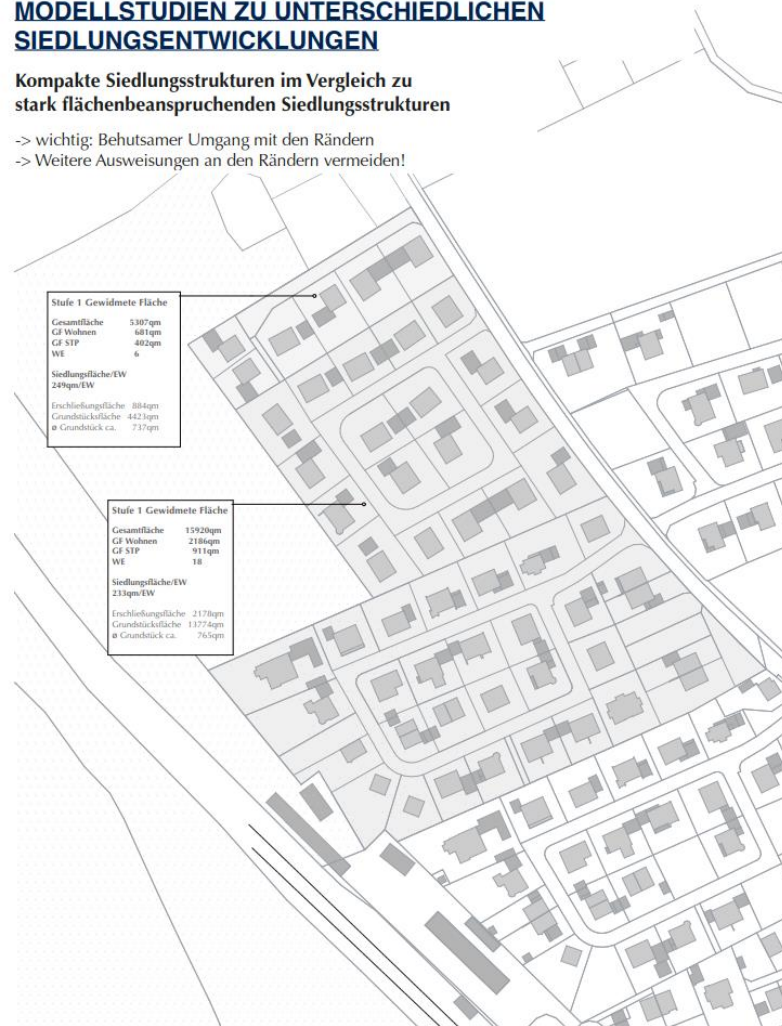 MODELLSTUDIEN ZU UNTERSCHIEDLICHEN
SIEDLUNGSENTWICKLUNGEN
Kompakte Siedlungsstrukturen im Vergleich zu
stark flächenbeanspruchenden Siedlungsstrukturen
-> wichtig: Behutsamer Umgang mit den Rändern
-> Weitere Ausweisungen an den Rändern vermeiden!
Stufe 1 Gewidmete Fläche
Gesamtfläche 5307qm
GF Wohnen 681qm
GF STP 402qm
WE 6
Siedlungsfläche/EW
249qm/EW
Erschließungsfläche 884qm
Grundstücksfläche 4423qm
ø Grundstück ca. 737qm
Stufe 1 Gewidmete Fläche
Gesamtfläche 15920qm
GF Wohnen 2186qm
GF STP 911qm
WE 18
Siedlungsfläche/EW
233qm/EW
Erschließungsfläche 2178qm
Grundstücksfläche 13774qm
ø Grundstück ca. 765qm